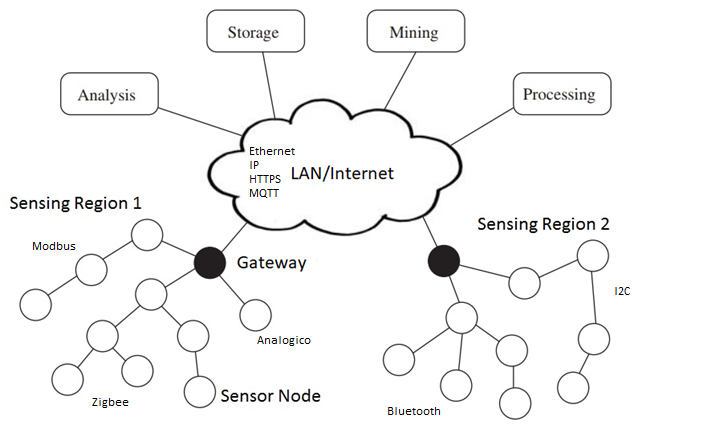 Storage
Mining
Analysis
Processing
Ethernet
IP
HTTPS
MQTT
LAN/Internet
Sensing Region 1
Sensing Region 2
Modbus
Gateway
I2C
Analogico
Zigbee
Sensor Node
Bluetooth